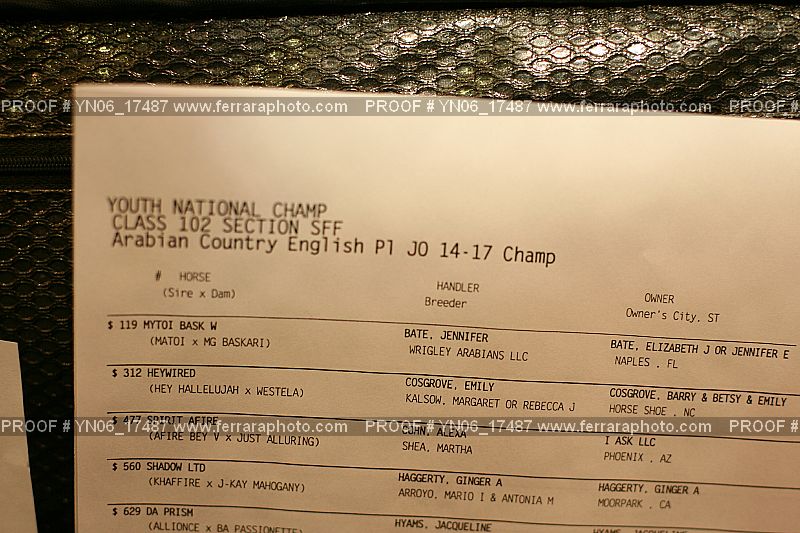 PROOF # YN06_17487 www.ferraraphoto.com PROOF # YN06_17487 www.ferraraphoto.com PROOF # YN06_17487
YOUTH NATIONAL CHAMP
CLASS 102 SECTION SFF
Arabian Country English Pl JO 14-17 Champ
# HORSE HANDLER OWNER
(Sire x Dam) Breeder Owner's City, ST
$ 119 MYTOI BASK W BATE, JENNIFER BATE, ELIZABETH J OR JENNIFER E
(MATOI x MG BASKARI) WRIGLEY ARABIANS LLC NAPLES , FL
$ 312 HEYWIRED COSGROVE, EMILY COSGROVE, BARRY & BETSY & EMILY
(HEY HALLELUJAH x WESTELA) KALSOW, MARGARET OR REBECCA J HORSE SHOE , NC
PROOF # YN06_17487 www.ferraraphoto.com PROOF # YN06_17487 www.ferraraphoto.com PROOF # YN06_17487
$ 477 SPIRIT AFIRE COHN, ALEXA I ASK LLC
(AFIRE BEY V x JUST ALLURING) SHEA, MARTHA PHOENIX , AZ
$ 560 SHADOW LTD HAGGERTY, GINGER A HAGGERTY, GINGER A
(KHAFFIRE x J-KAY MAHOGANY) ARROYO, MARIO I & ANTONIA M MOORPARK , CA
$ 629 DA PRISM HYAMS, JACQUELINE HYAMS, JACQUELINE
(ALLIONCE x BA PASSIONETTE)